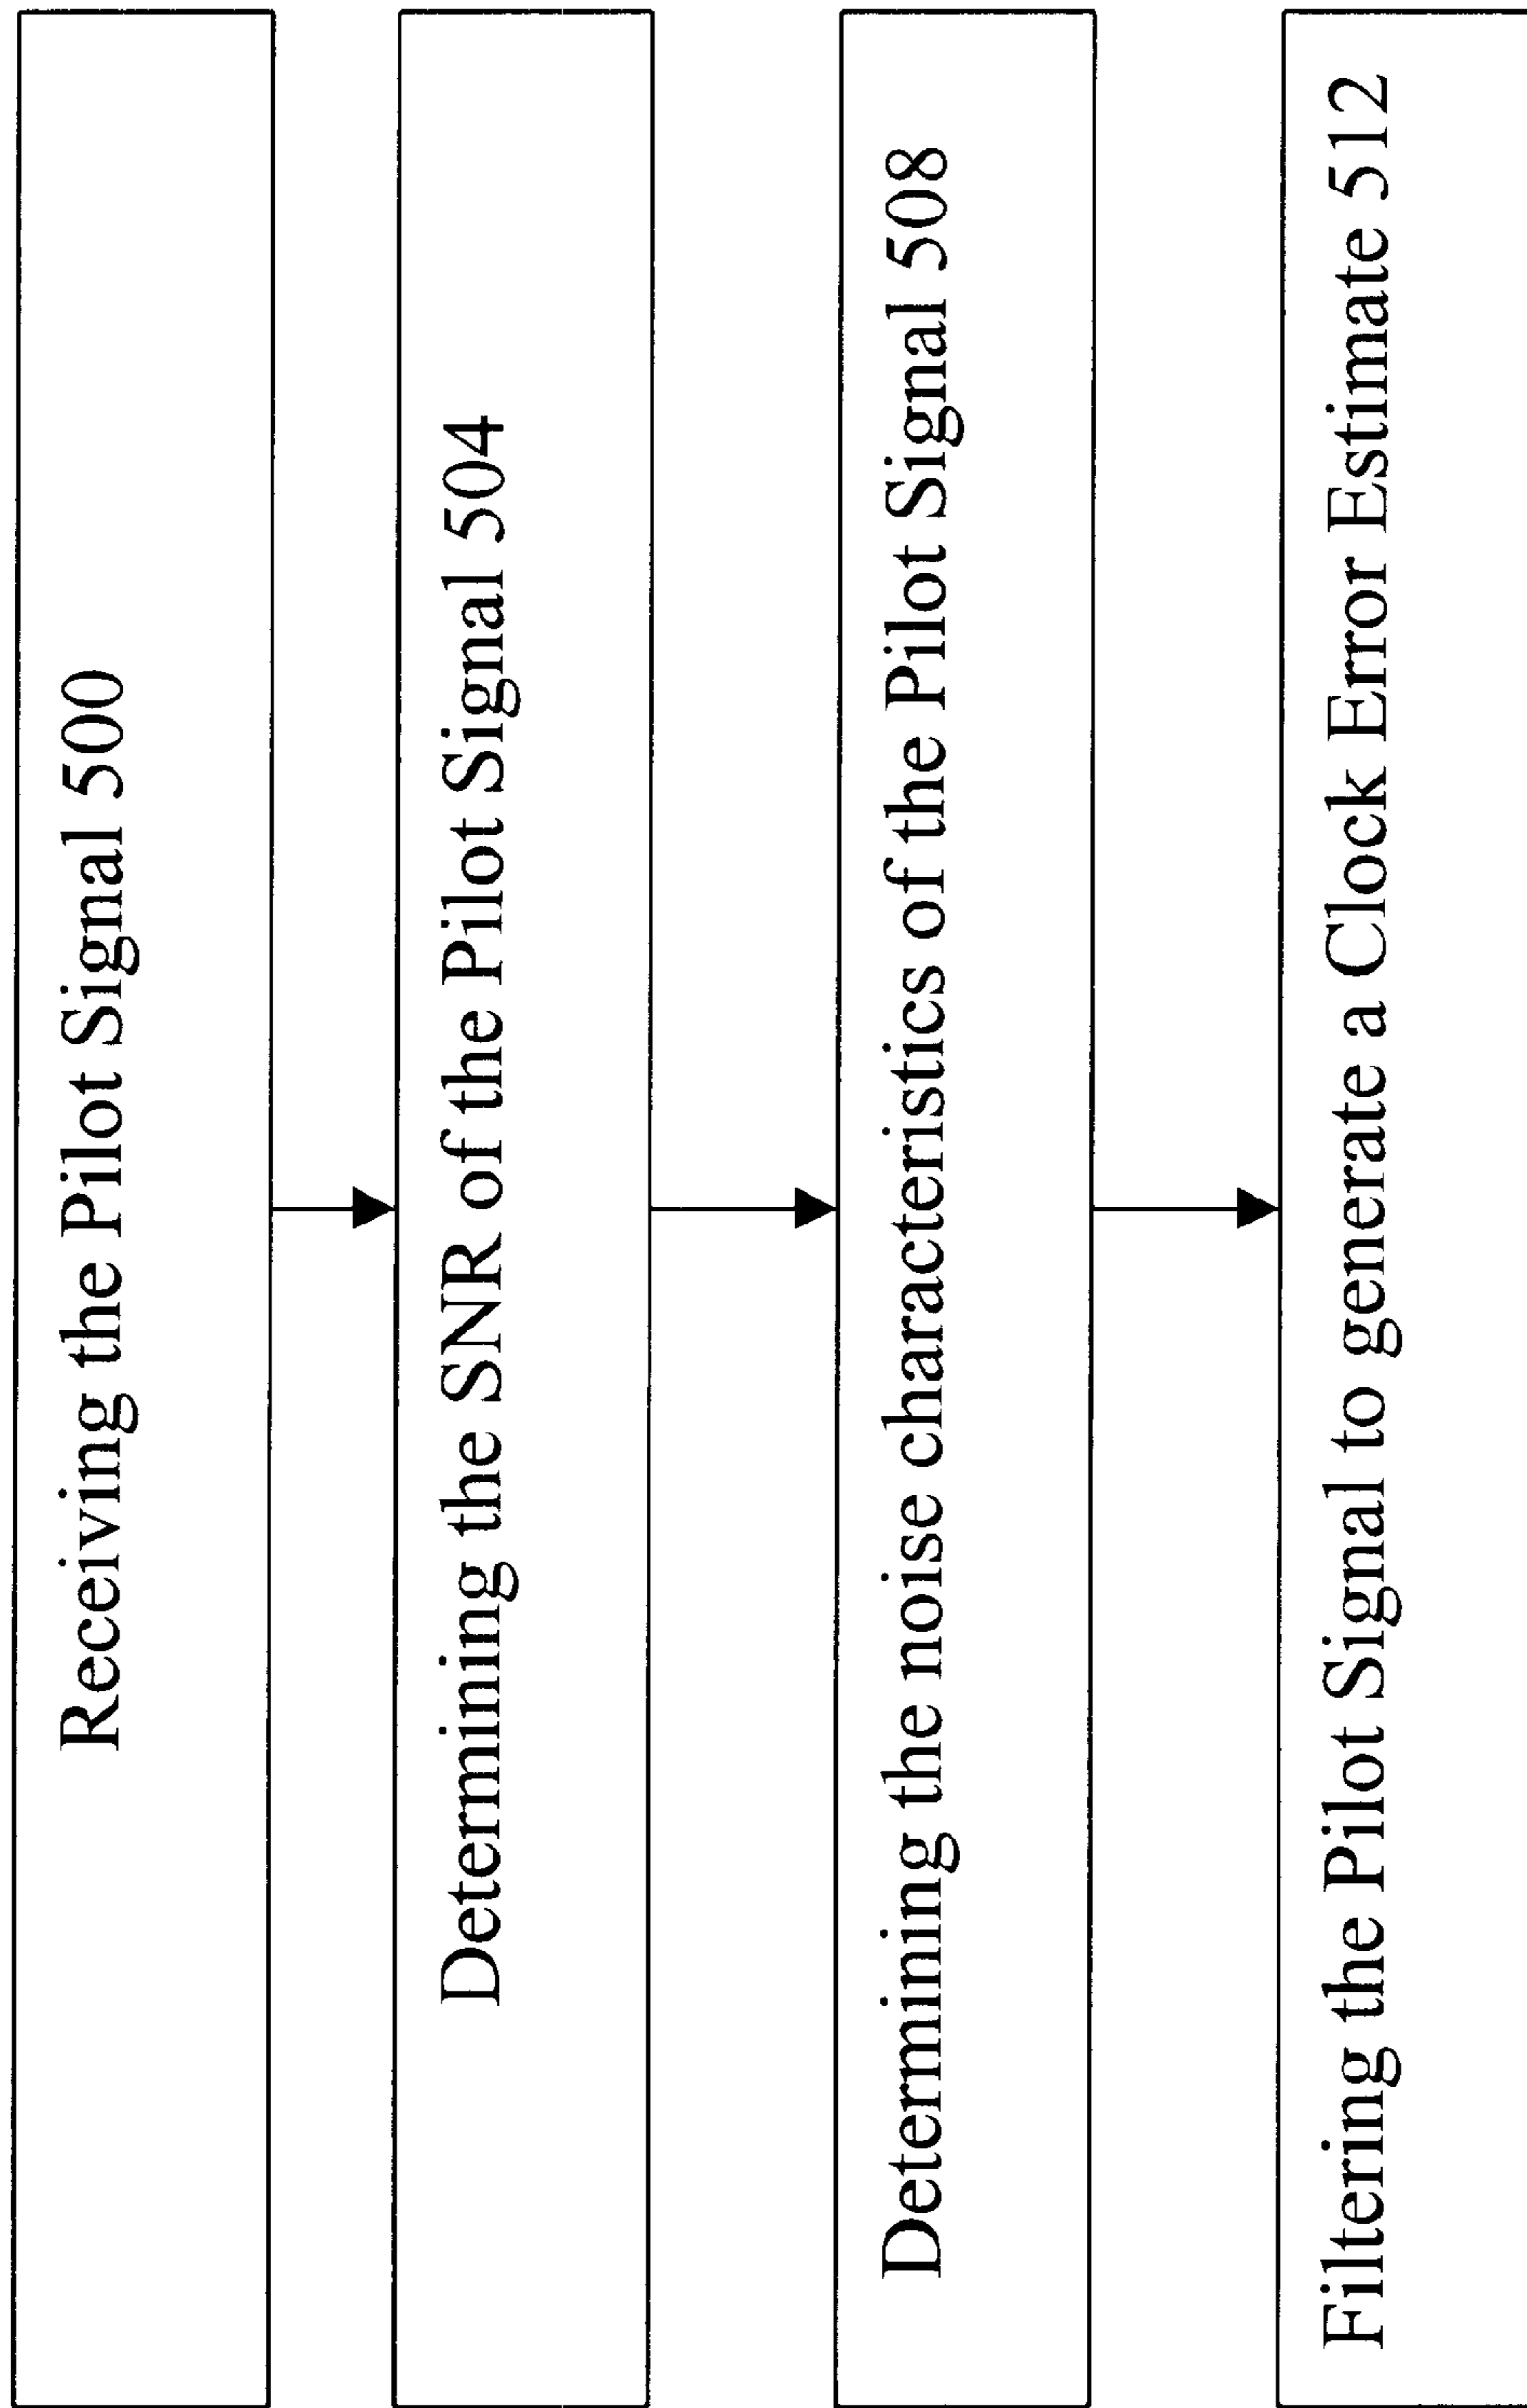 Receiving the Pilot Signal 500
Determining the SNR of the Pilot Signal 504
Determining the noise characteristics of the Pilot Signal 508
Filtering the Pilot Signal to generate a Clock Error Estimate 512